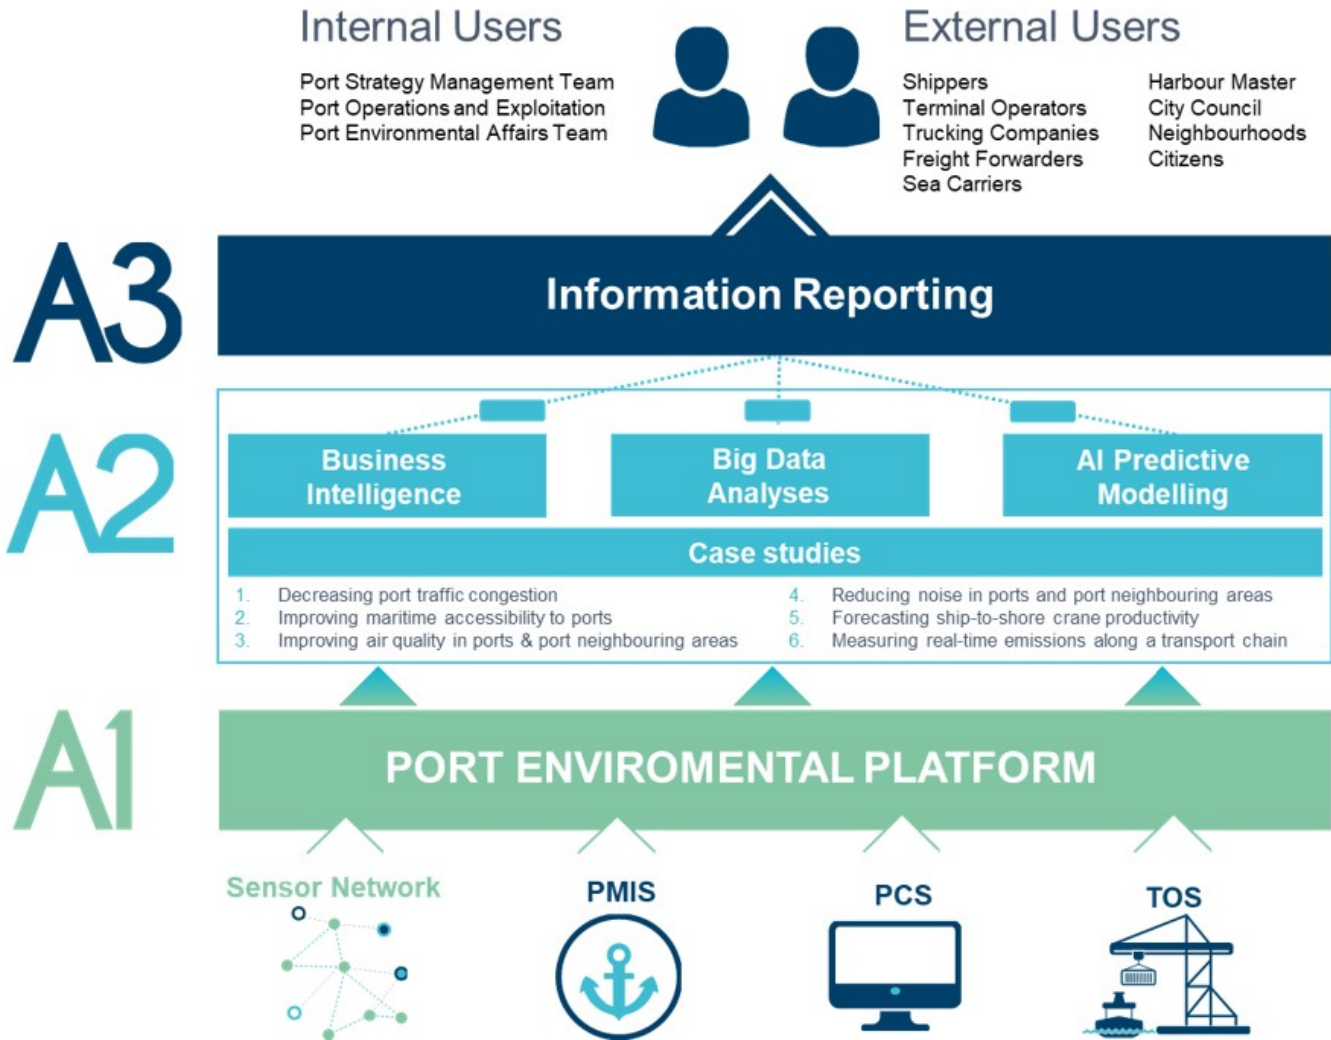 Internal Users
Port Strategy Management Team
Port Operations and Exploitation
Port Environmental Affairs Team
External Users
Shippers
Terminal Operators
Trucking Companies
Freight Forwarders
Sea Carriers
Harbour Master
City Council
Neighbourhoods
Citizens
A3
Information Reporting
A2
Business
Intelligence
Big Data
Analyses
AI Predictive
Modelling
Case studies
1. Decreasing port traffic congestion
2. Improving maritime accessibility to ports
3. Improving air quality in ports & port neighbouring areas
4. Reducing noise in ports and port neighbouring areas
5. Forecasting ship-to-shore crane productivity
6. Measuring real-time emissions along a transport chain
A1
PORT ENVIROMENTAL PLATFORM
Sensor Network
PMIS
PCS
TOS